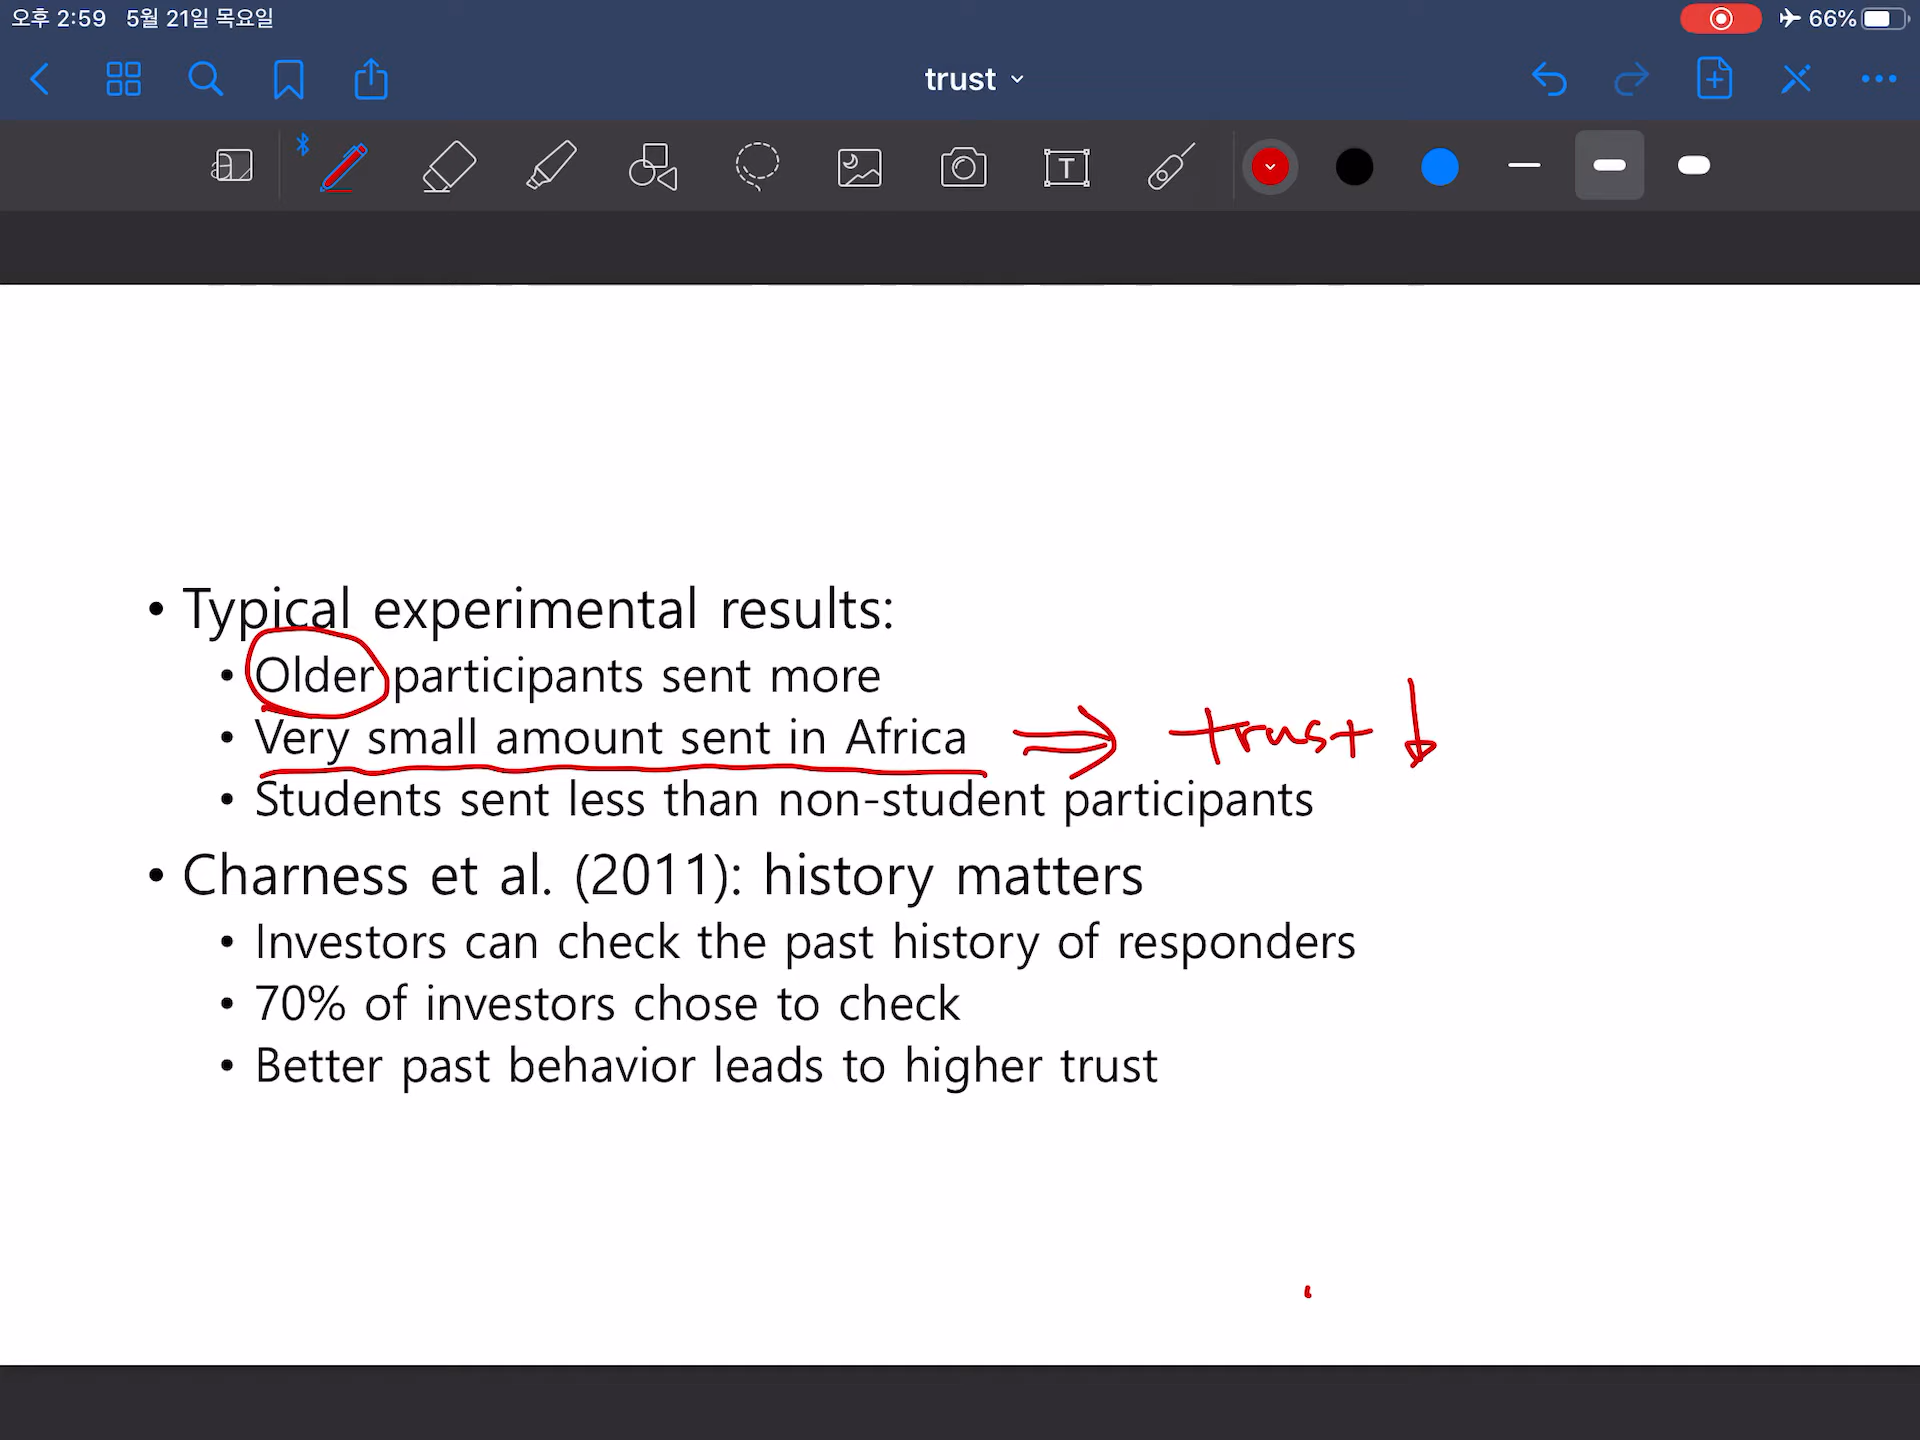 오후 2:59 5월 21일 목요일 66%
trust
T
• Typical experimental results:
• Older participants sent more
• Very small amount sent in Africa ⇒ trust ↓
• Students sent less than non-student participants
• Charness et al. (2011): history matters
• Investors can check the past history of responders
• 70% of investors chose to check
• Better past behavior leads to higher trust